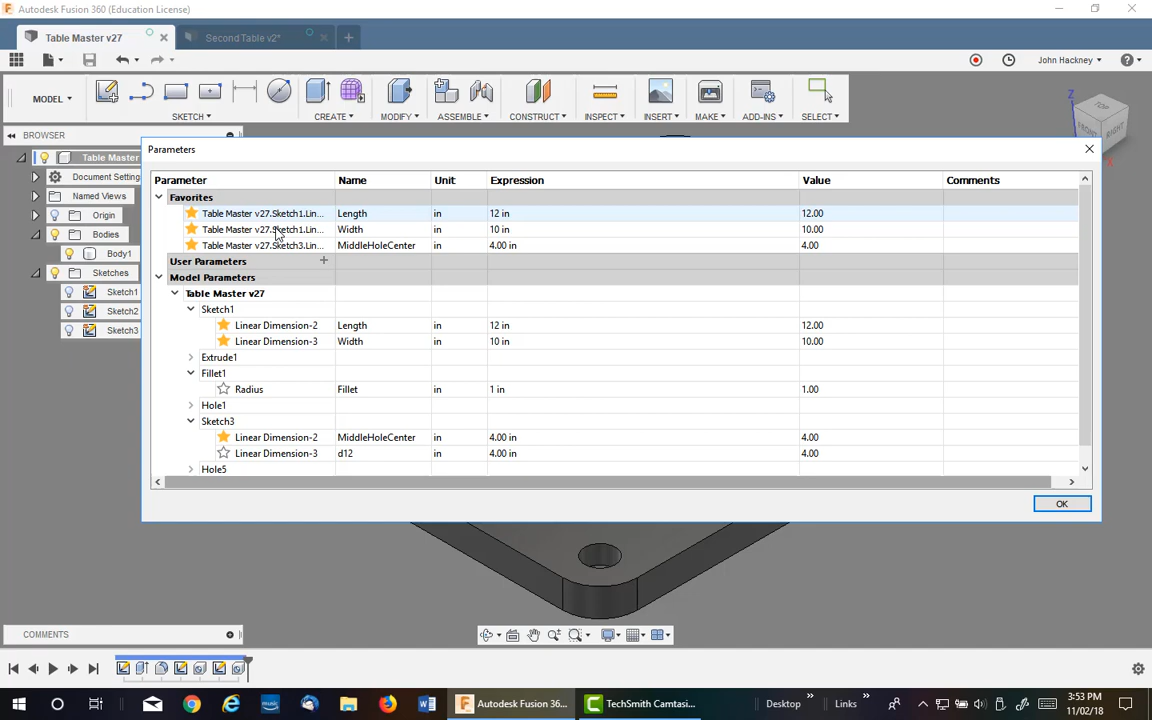 Autodesk Fusion 360 (Education License)
Table Master v27
Second Table v2*
John Hackney
MODEL
SKETCH
CREATE
MODIFY
ASSEMBLE
CONSTRUCT
INSPECT
INSERT
MAKE
ADD-INS
SELECT
BROWSER
Table Master
Document Setting
Named Views
Origin
Bodies
Body1
Sketches
Sketch1
Sketch2
Sketch3
Z
TOP
FRONT
RIGHT
X
Parameters
Parameter Name Unit Expression Value Comments
Favorites
Table Master v27.Sketch1.Lin... Length in 12 in 12.00
Table Master v27.Sketch1.Lin... Width in 10 in 10.00
Table Master v27.Sketch3.Lin... MiddleHoleCenter in 4.00 in 4.00
User Parameters +
Model Parameters
Table Master v27
Sketch1
Linear Dimension-2 Length in 12 in 12.00
Linear Dimension-3 Width in 10 in 10.00
Extrude1
Fillet1
Radius Fillet in 1 in 1.00
Hole1
Sketch3
Linear Dimension-2 MiddleHoleCenter in 4.00 in 4.00
Linear Dimension-3 d12 in 4.00 in 4.00
Hole5
OK
COMMENTS
Autodesk Fusion 36...
TechSmith Camtasi...
Desktop
Links
3:53 PM
11/02/18